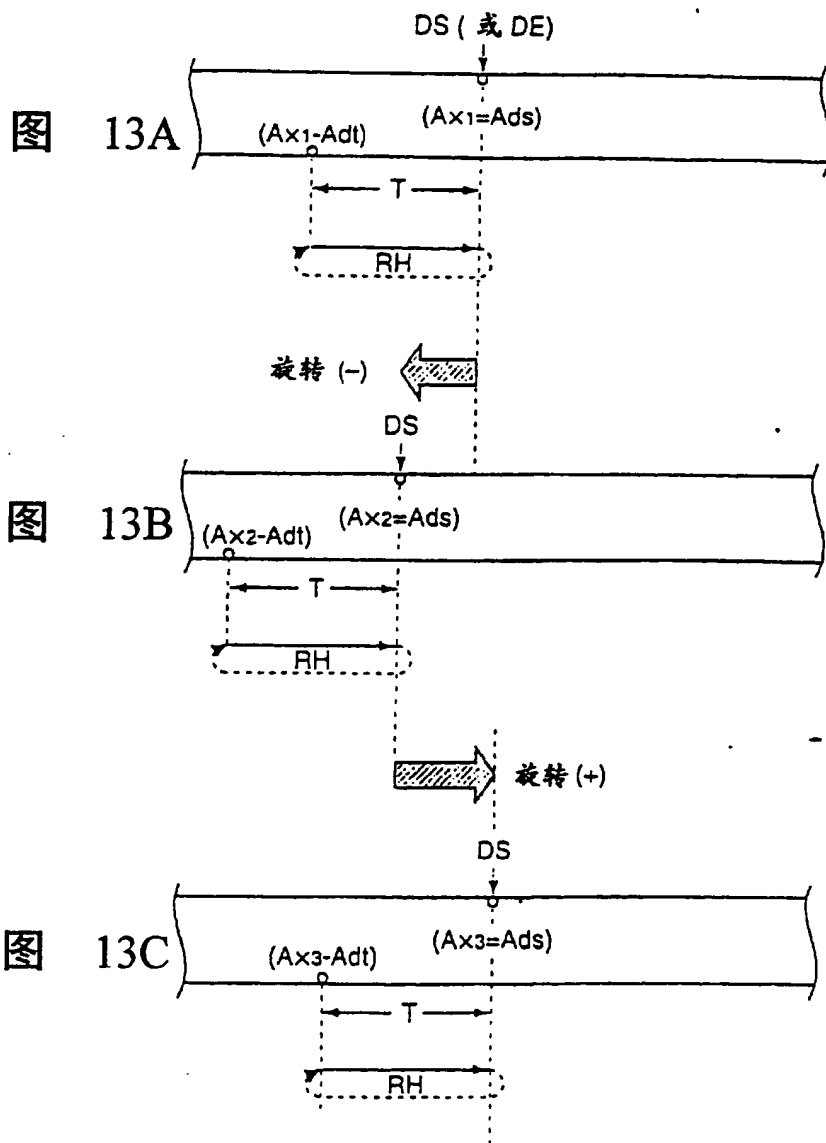 DS ( 或 DE)
图 13A
(Ax1-Adt)
(Ax1=Ads)
T
RH
旋转 (–)
DS
图 13B
(Ax2-Adt)
(Ax2=Ads)
T
RH
旋转 (+)
DS
图 13C
(Ax3-Adt)
(Ax3=Ads)
T
RH